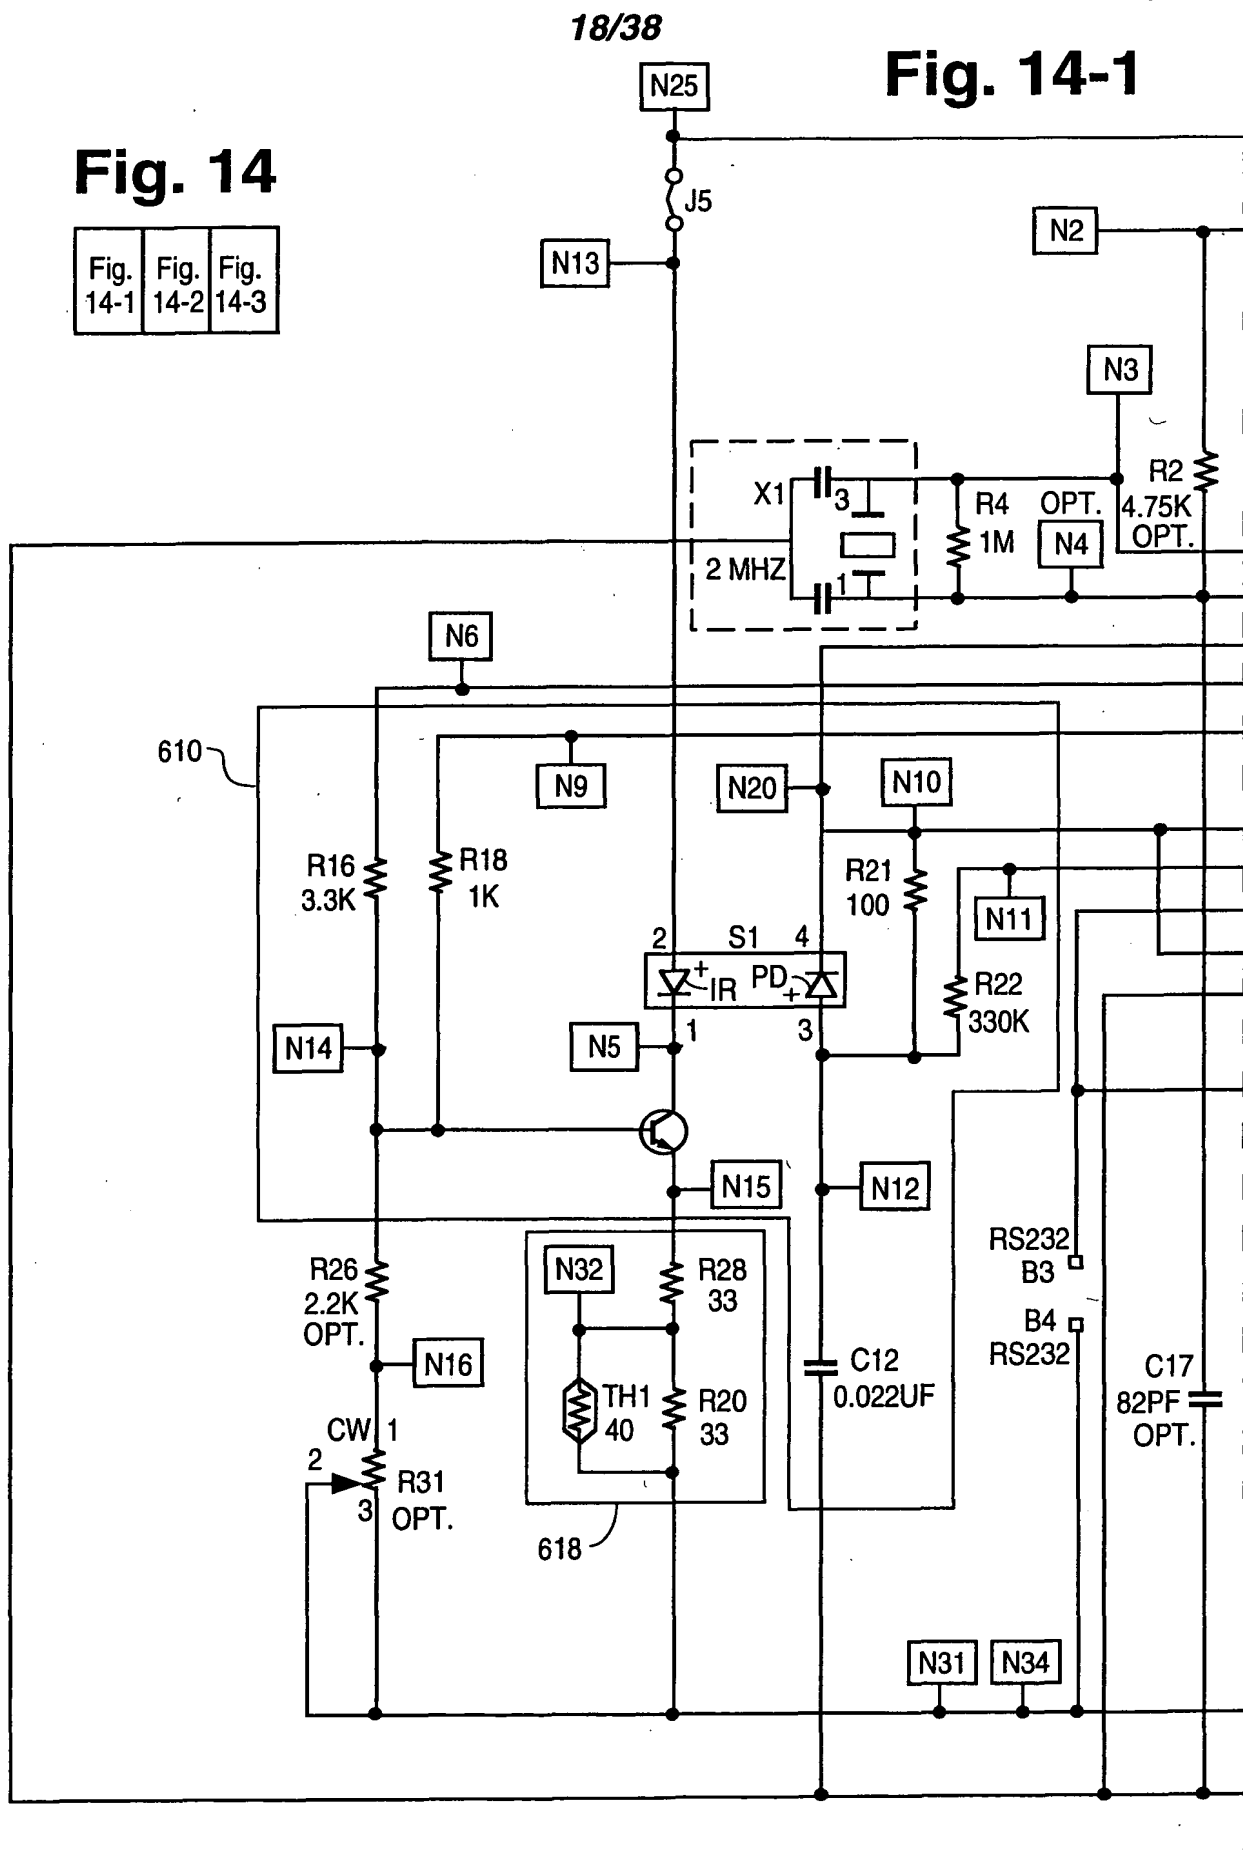 18/38
Fig. 14-1
N25
Fig. 14
J5
N2
N13
Fig. 14-1
Fig. 14-2
Fig. 14-3
N3
X1
3
R4
1M
OPT.
N4
R2
4.75K
OPT.
2 MHZ
1
N6
610
N9
N20
N10
R16
3.3K
R18
1K
R21
100
N11
2
S1
4
+
IR
PD
+
R22
330K
N14
N5
1
3
N15
N12
R26
2.2K
OPT.
N32
R28
33
RS232
B3
B4
RS232
N16
TH1
40
R20
33
C12
0.022UF
C17
82PF
OPT.
CW
1
2
R31
OPT.
3
618
N31
N34